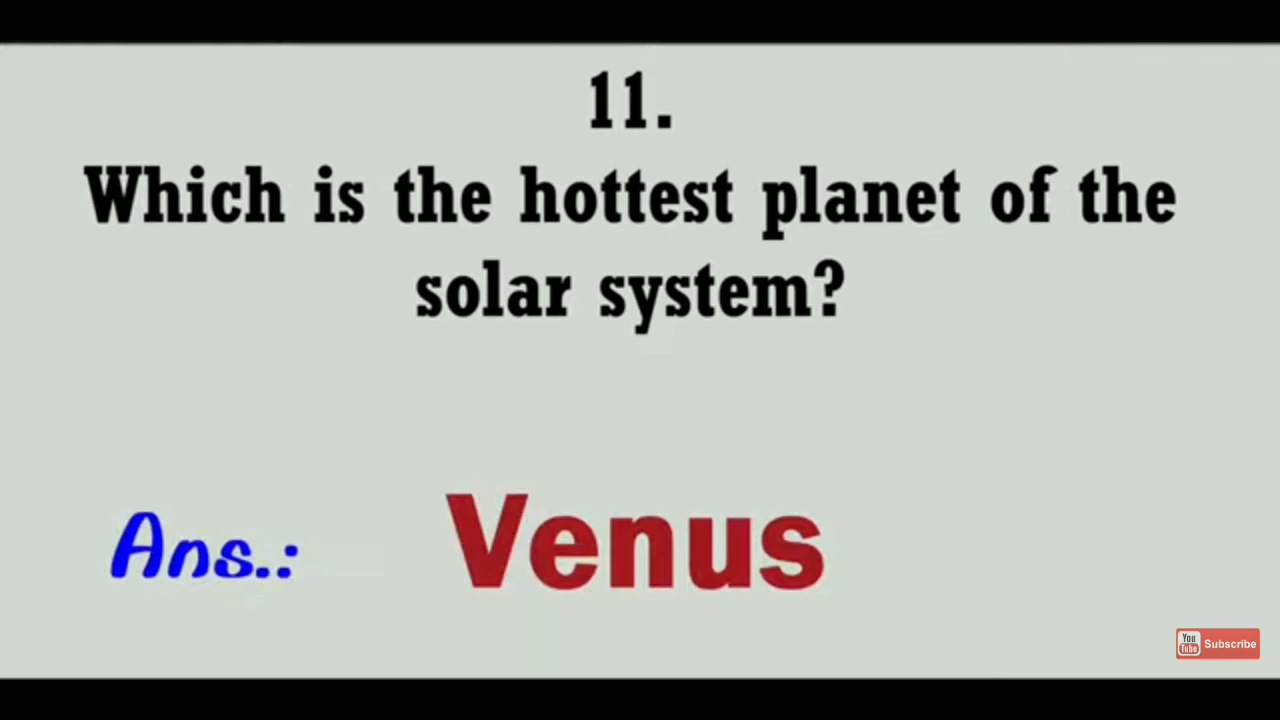 11.
Which is the hottest planet of the
solar system?
Ans.: Venus
You
Tube
Subscribe